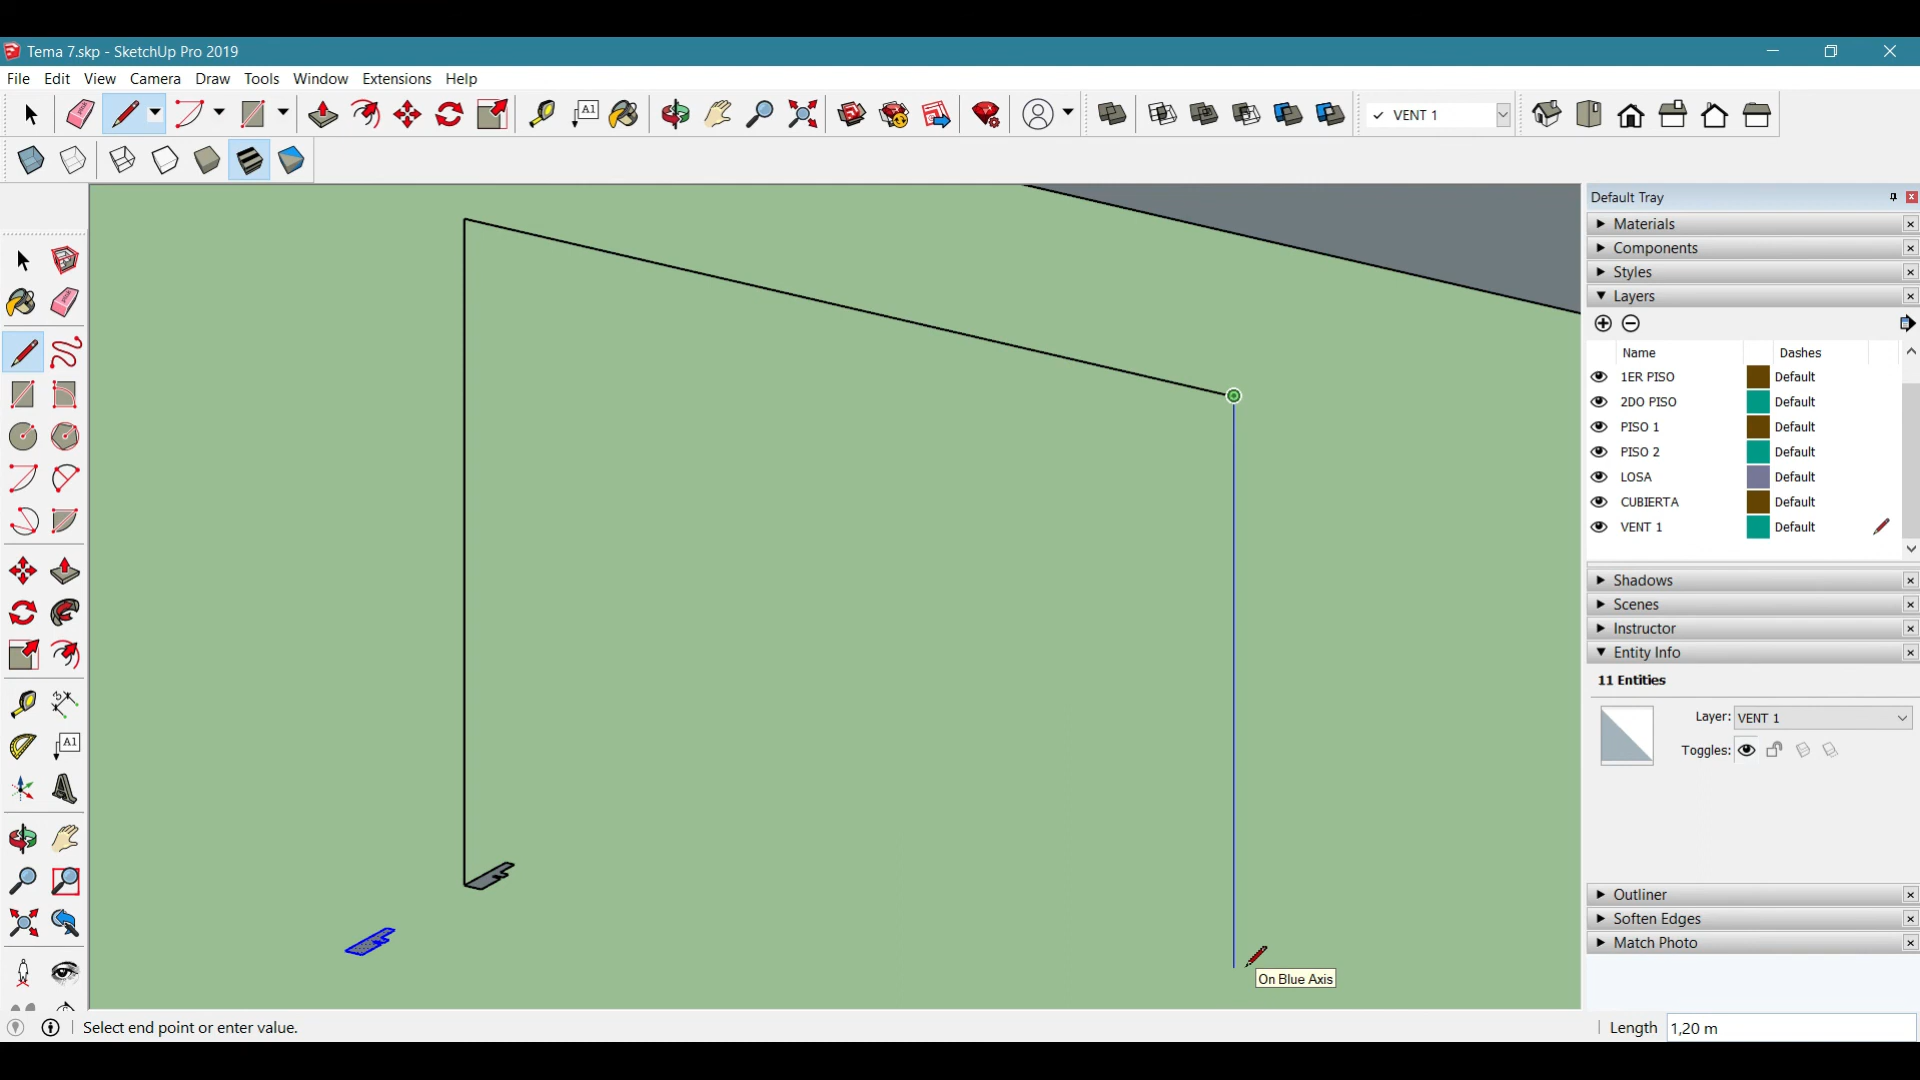 Tema 7.skp - SketchUp Pro 2019
File Edit View Camera Draw Tools Window Extensions Help
A1
VENT 1
Default Tray
Materials
Components
Styles
Layers
Name Dashes
1ER PISO Default
2DO PISO Default
PISO 1 Default
PISO 2 Default
LOSA Default
CUBIERTA Default
VENT 1 Default
Shadows
Scenes
Instructor
Entity Info
11 Entities
Layer: VENT 1
A1
Toggles:
Outliner
Soften Edges
Match Photo
On Blue Axis
Select end point or enter value.
Length 1,20 m